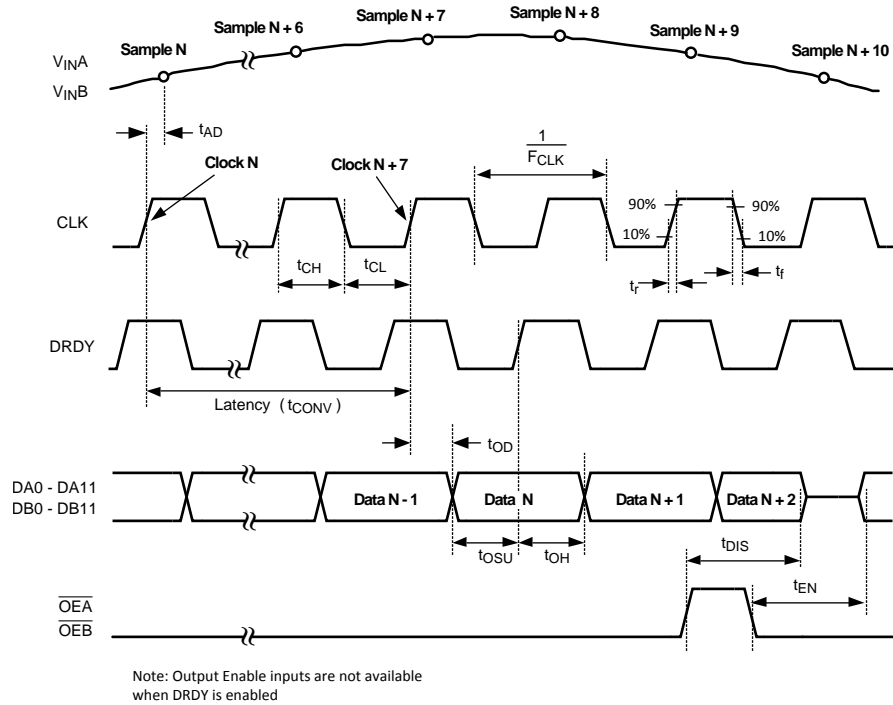 Sample N
Sample N + 6
Sample N + 7
Sample N + 8
Sample N + 9
Sample N + 10
VINA
VINB
tAD
Clock N
Clock N + 7
1
FCLK
CLK
90%
90%
10%
10%
tCH
tCL
tr
tf
DRDY
Latency ( tCONV )
tOD
DA0 - DA11
DB0 - DB11
Data N - 1
Data N
Data N + 1
Data N + 2
tOSU
tOH
tDIS
tEN
OEA
OEB
Note: Output Enable inputs are not available
when DRDY is enabled